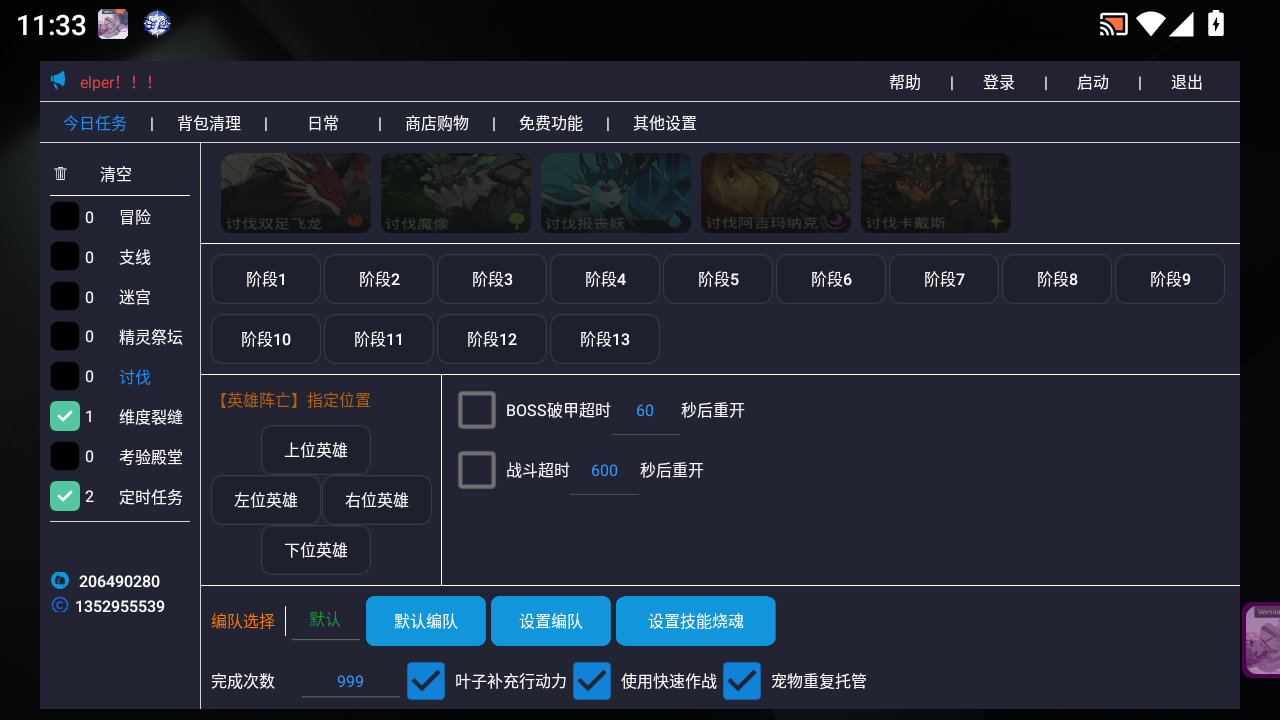 11:33
elper！！！ 帮助 | 登录 | 启动 | 退出
今日任务 | 背包清理 | 日常 | 商店购物 | 免费功能 | 其他设置
清空
讨伐双足飞龙 讨伐魔像 讨伐报丧妖 讨伐阿吉玛纳克 讨伐卡戴斯
0 冒险
0 支线
0 迷宫
0 精灵祭坛
0 讨伐
1 维度裂缝
0 考验殿堂
2 定时任务
206490280
1352955539
阶段1 阶段2 阶段3 阶段4 阶段5 阶段6 阶段7 阶段8 阶段9
阶段10 阶段11 阶段12 阶段13
【英雄阵亡】指定位置
上位英雄
左位英雄 右位英雄
下位英雄
BOSS破甲超时 60 秒后重开
战斗超时 600 秒后重开
编队选择 默认 默认编队 设置编队 设置技能烧魂
完成次数 999 叶子补充行动力 使用快速作战 宠物重复托管